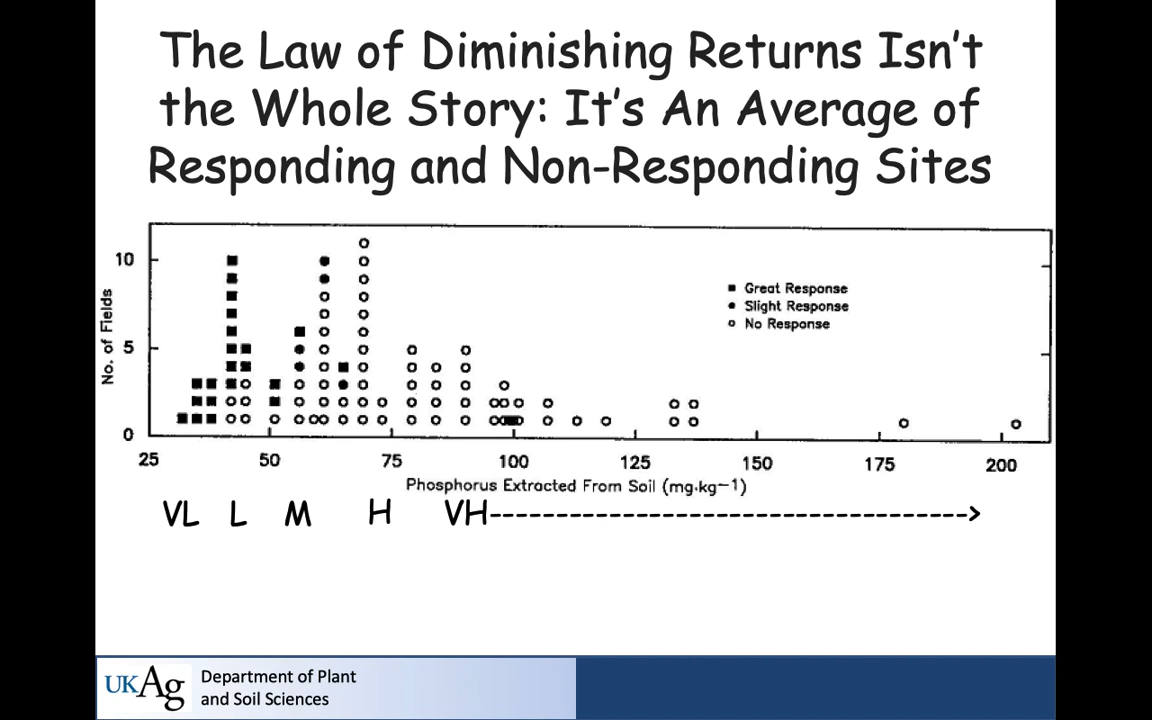 The Law of Diminishing Returns Isn't
the Whole Story: It's An Average of
Responding and Non-Responding Sites
10
5
0
No. of Fields
Great Response
Slight Response
No Response
25 50 75 100 125 150 175 200
Phosphorus Extracted From Soil (mg·kg−1)
VL L M H VH---------------------------------------->
UKAg
Department of Plant
and Soil Sciences